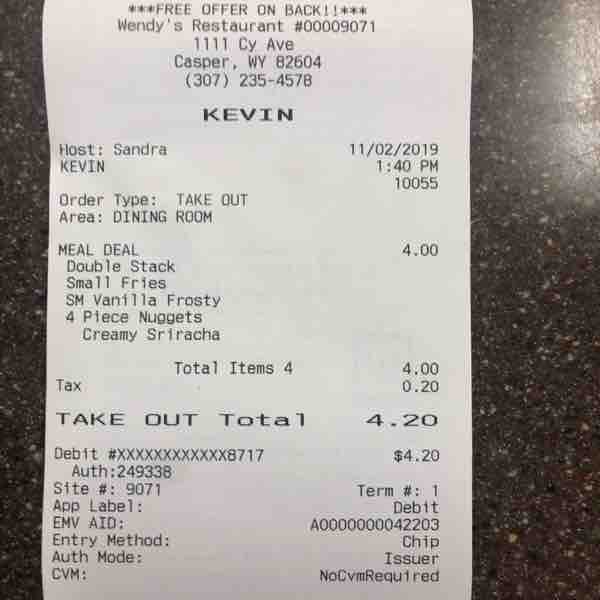 ***FREE OFFER ON BACK!!***
Wendy's Restaurant #00009071
1111 Cy Ave
Casper, WY 82604
(307) 235-4578
KEVIN
Host: Sandra 11/02/2019
KEVIN 1:40 PM
10055
Order Type: TAKE OUT
Area: DINING ROOM
MEAL DEAL 4.00
Double Stack
Small Fries
SM Vanilla Frosty
4 Piece Nuggets
Creamy Sriracha
Total Items 4 4.00
Tax 0.20
TAKE OUT Total 4.20
Debit #XXXXXXXXXXXX8717 $4.20
Auth:249338
Site #: 9071 Term #: 1
App Label: Debit
EMV AID: A0000000042203
Entry Method: Chip
Auth Mode: Issuer
CVM: NoCvmRequired